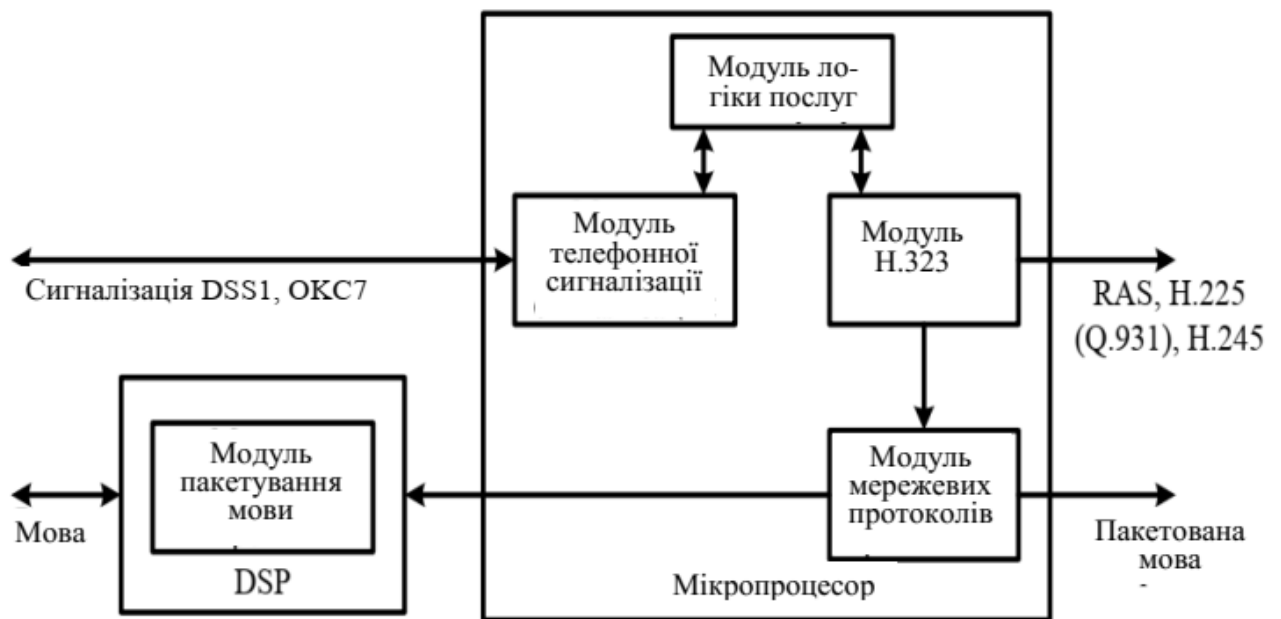 Модуль ло-
гіки послуг
Модуль
телефонної
сигналізації
Модуль
H.323
Сигналізація DSS1, ОКС7
RAS, H.225
(Q.931), H.245
Модуль
пакетування
мови
DSP
Мова
Модуль
мережевих
протоколів
Пакетована
мова
Мікропроцесор